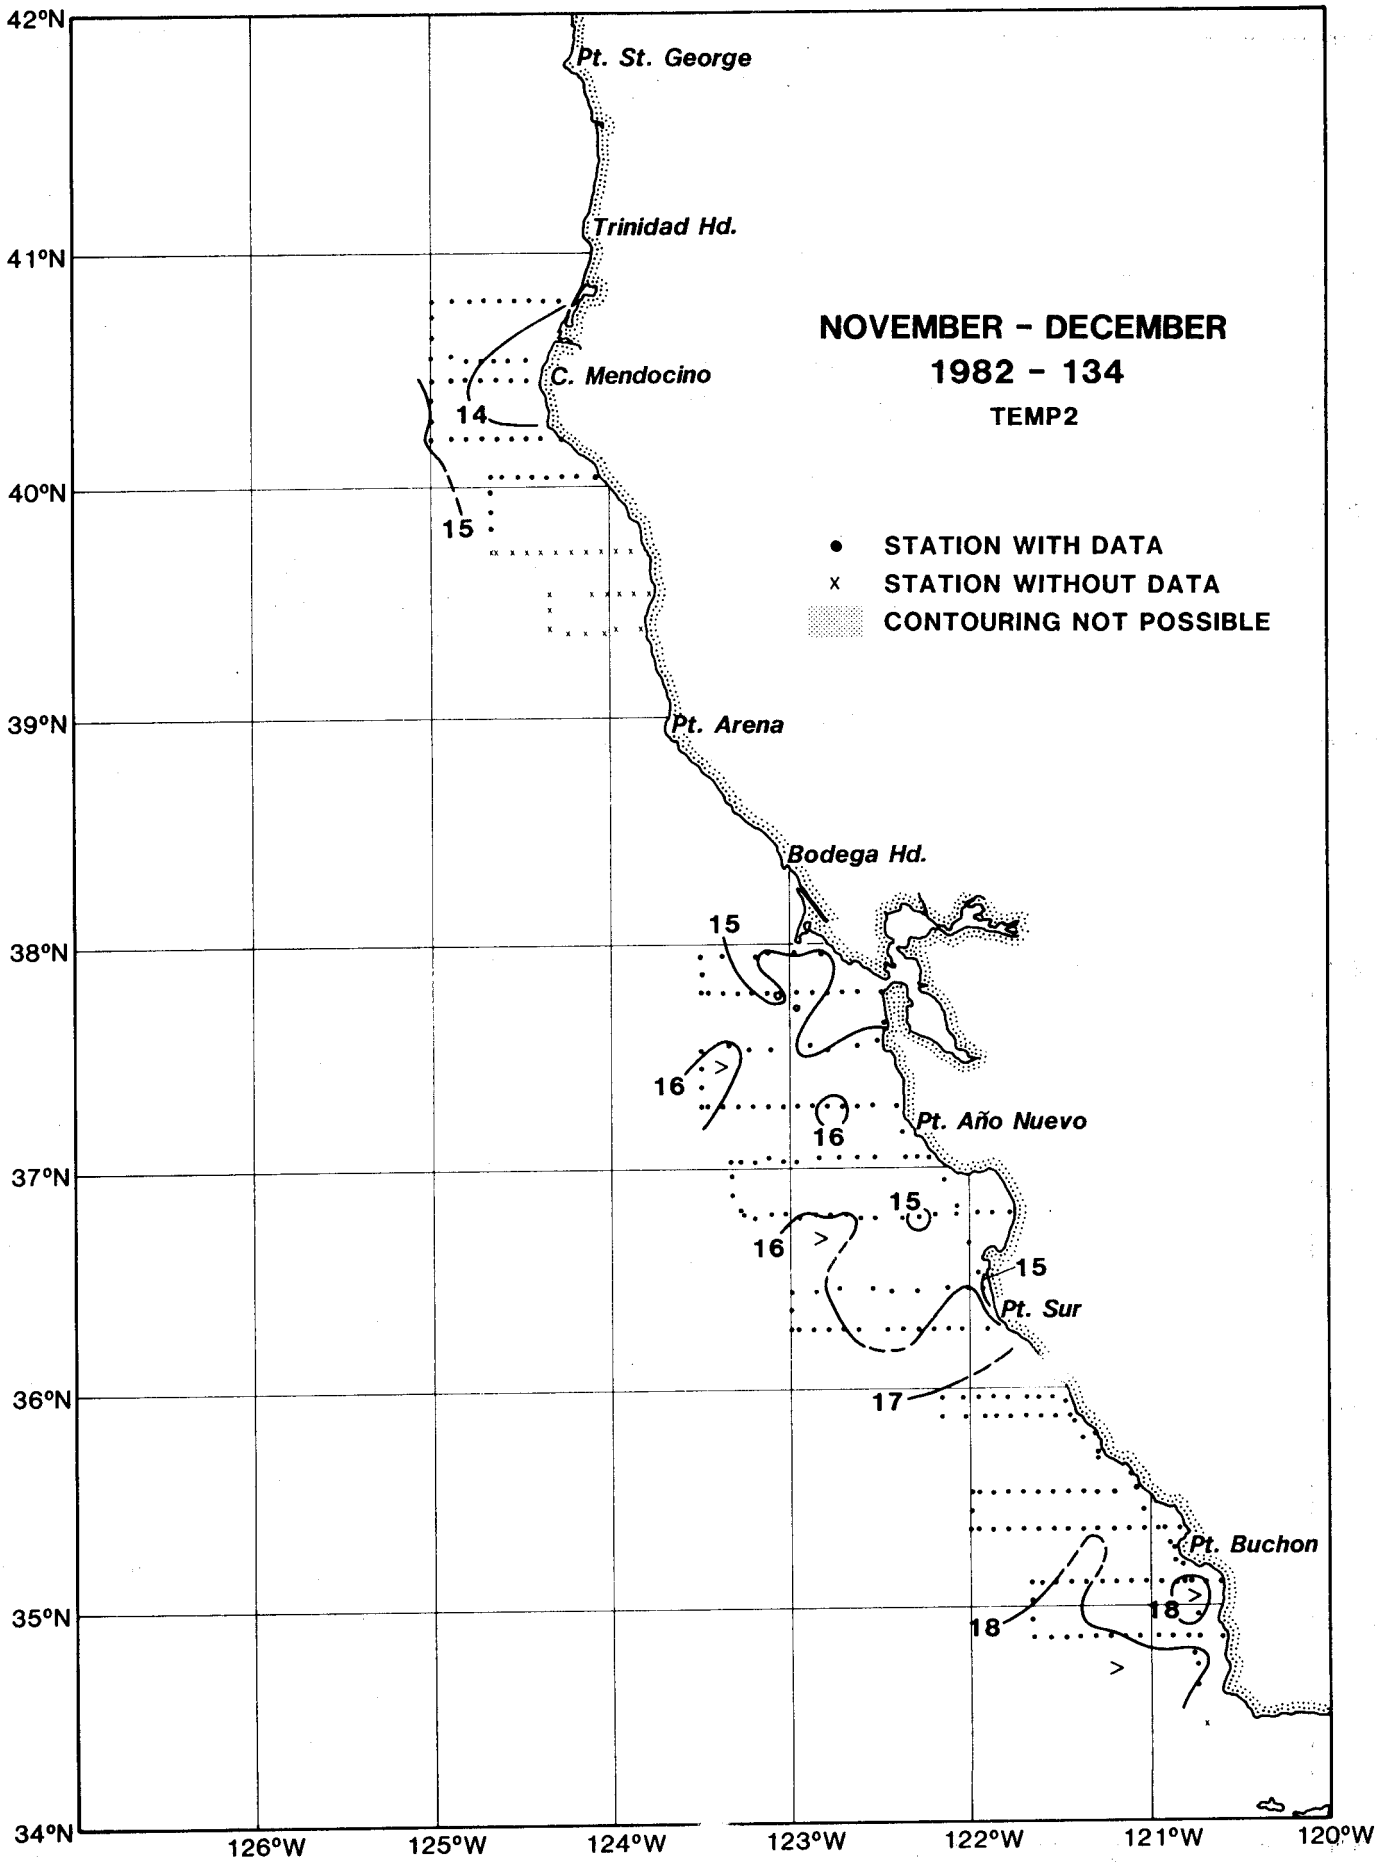 42°N
Pt. St. George
Trinidad Hd.
41°N
NOVEMBER - DECEMBER
1982 - 134
TEMP2
C. Mendocino
14
40°N
15
• STATION WITH DATA
x STATION WITHOUT DATA
CONTOURING NOT POSSIBLE
39°N
Pt. Arena
Bodega Hd.
15
38°N
>
16
Pt. Año Nuevo
16
37°N
15
16
>
15
Pt. Sur
36°N
17
Pt. Buchon
35°N
18
18
>
>
x
34°N
126°W 125°W 124°W 123°W 122°W 121°W 120°W